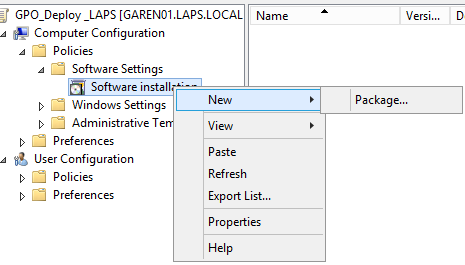 GPO_Deploy _LAPS [GAREN01.LAPS.LOCAL
Computer Configuration
Policies
Software Settings
Software installation
Windows Settings
Administrative Tem
Preferences
User Configuration
Policies
Preferences
Name
Versi...
D
New
View
Paste
Refresh
Export List...
Properties
Help
Package...